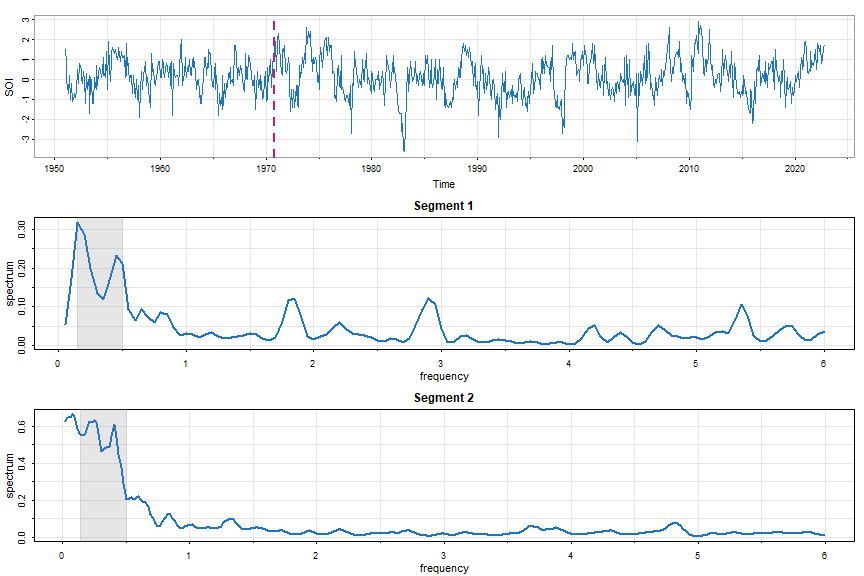 SOI
3
2
1
0
-1
-2
-3
1950 1960 1970 1980 1990 2000 2010 2020
Time
Segment 1
spectrum
0.30
0.20
0.10
0.00
0 1 2 3 4 5 6
frequency
Segment 2
spectrum
0.6
0.4
0.2
0.0
0 1 2 3 4 5 6
frequency